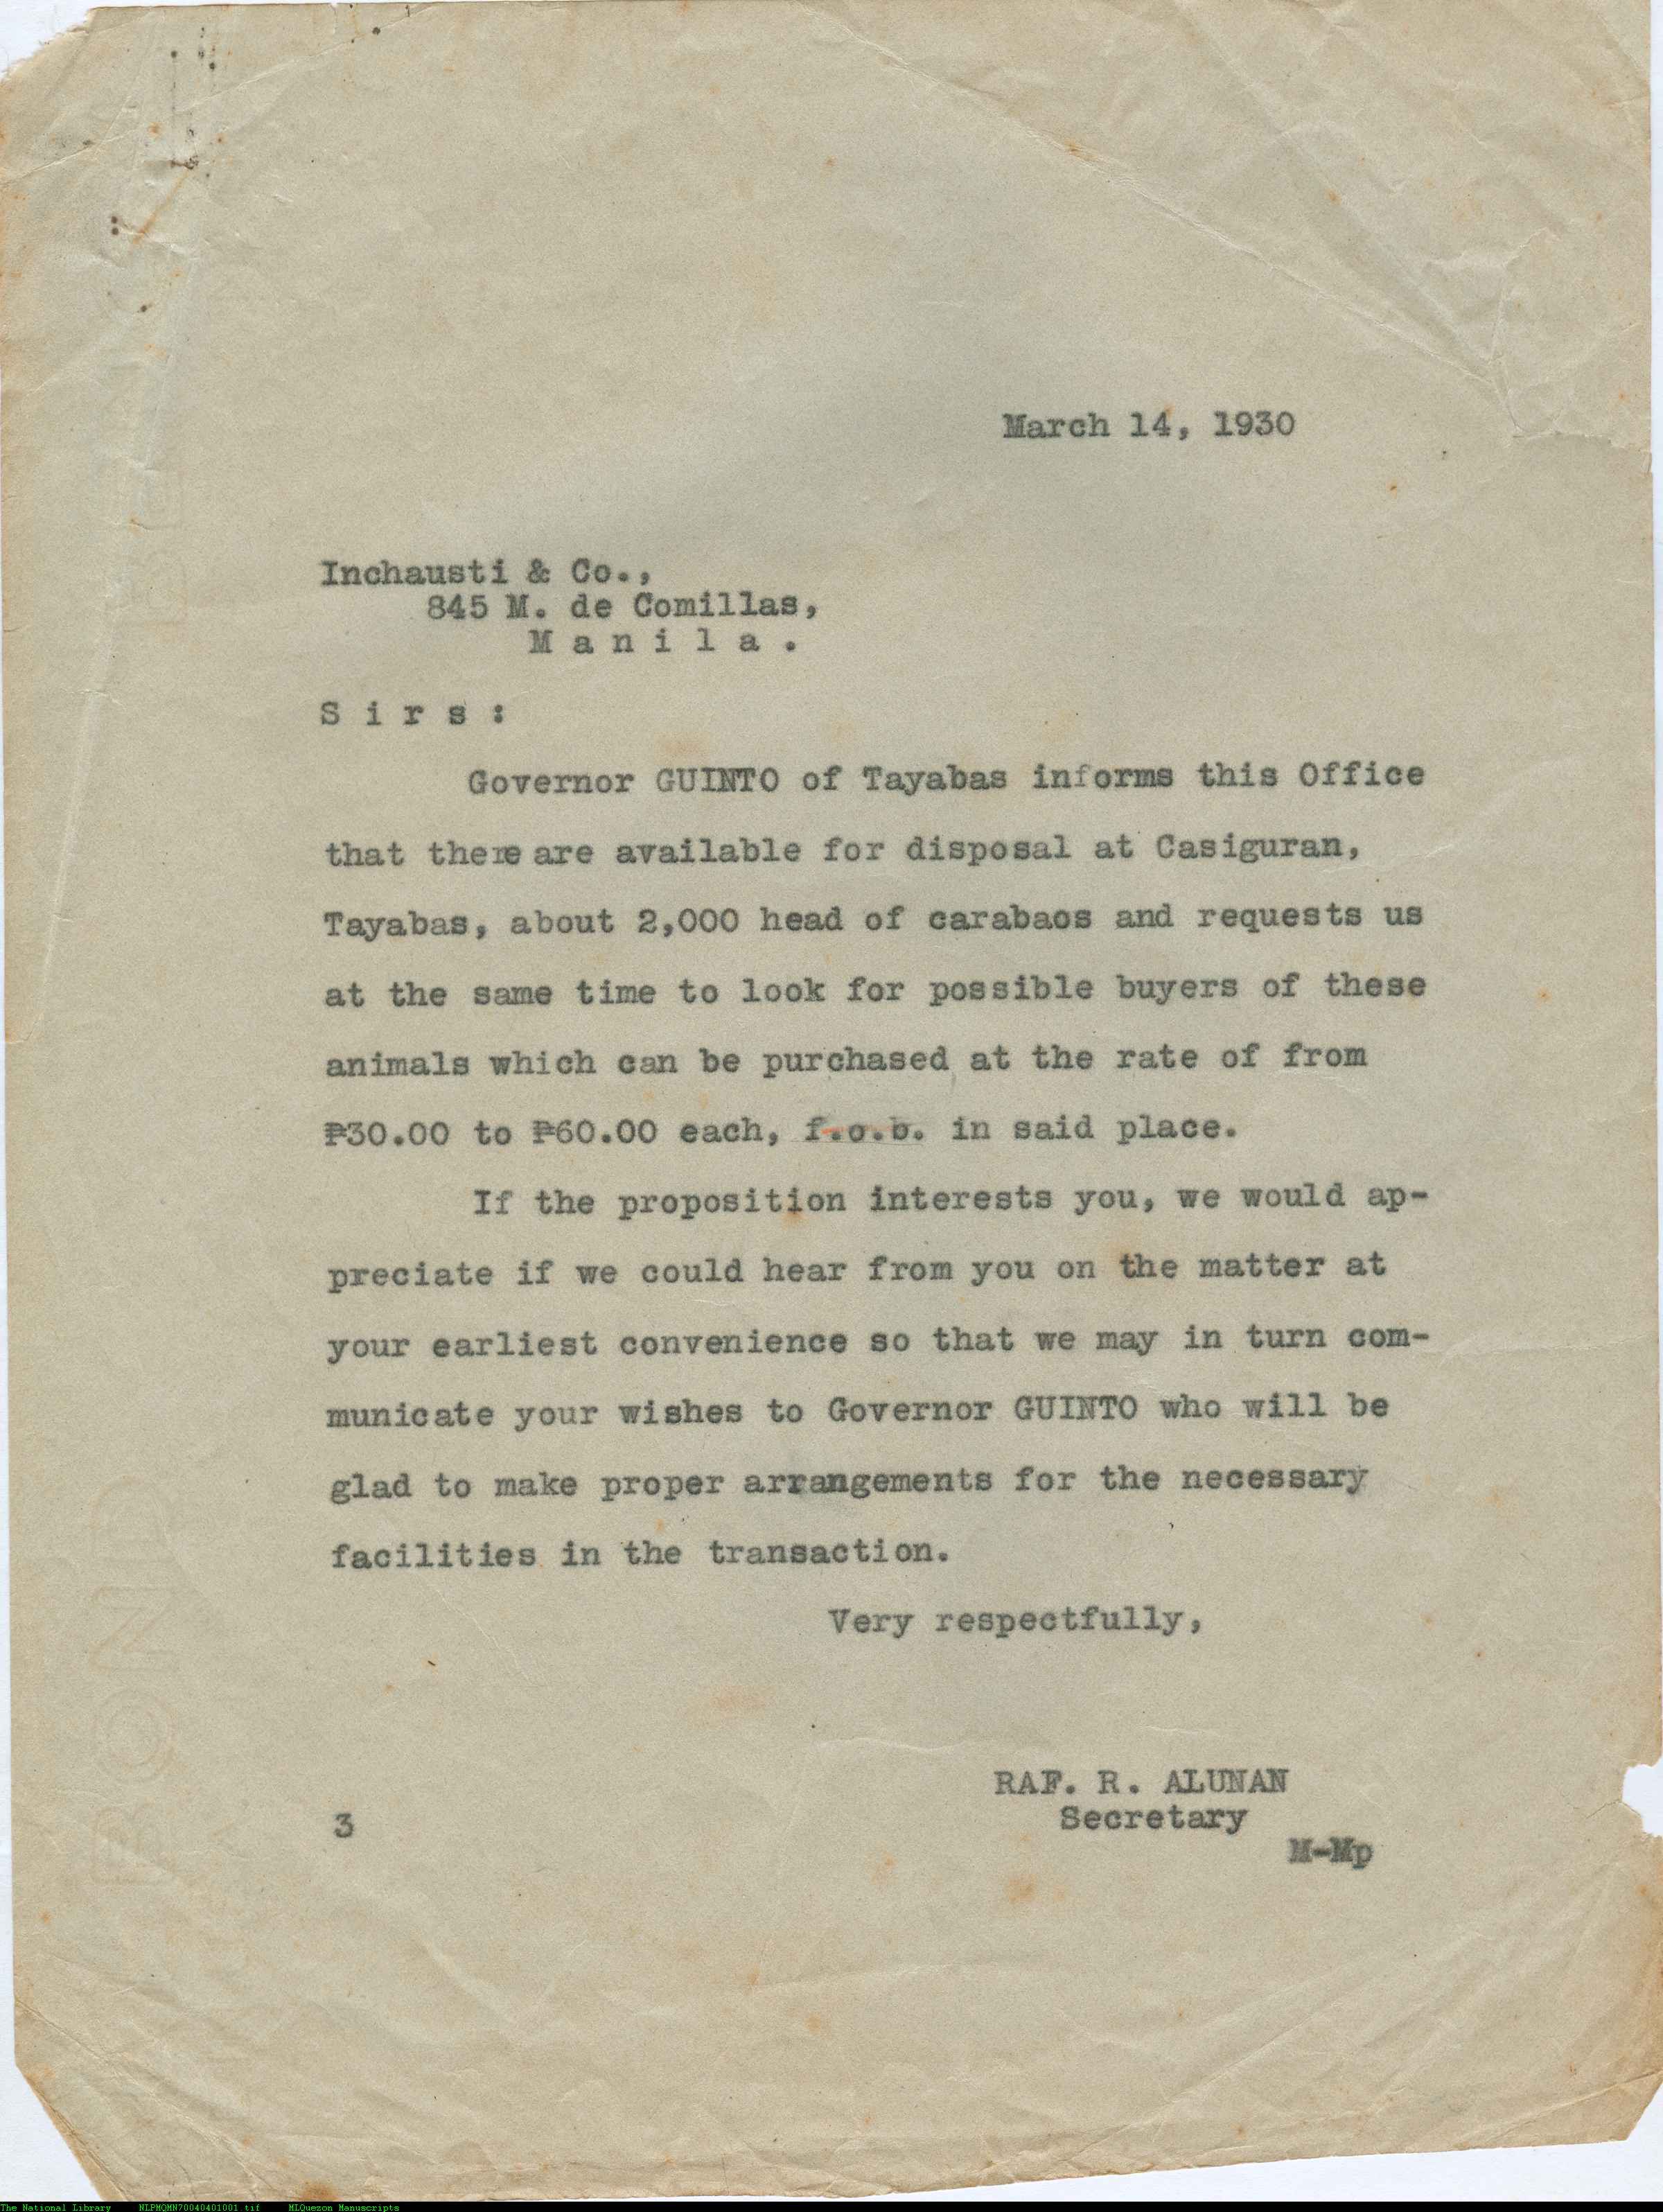 March 14, 1930
Inchausti & Co.,
845 M. de Comillas,
M a n i l a .
S i r s :
Governor GUINTO of Tayabas informs this Office
that there are available for disposal at Casiguran,
Tayabas, about 2,000 head of carabaos and requests us
at the same time to look for possible buyers of these
animals which can be purchased at the rate of from
₱30.00 to ₱60.00 each, f.o.b. in said place.
If the proposition interests you, we would ap-
preciate if we could hear from you on the matter at
your earliest convenience so that we may in turn com-
municate your wishes to Governor GUINTO who will be
glad to make proper arrangements for the necessary
facilities in the transaction.
Very respectfully,
RAF. R. ALUNAN
Secretary
3
M-Mp
BOND
The National Library NLPMQMN70040401001.tif MLQuezon Manuscripts